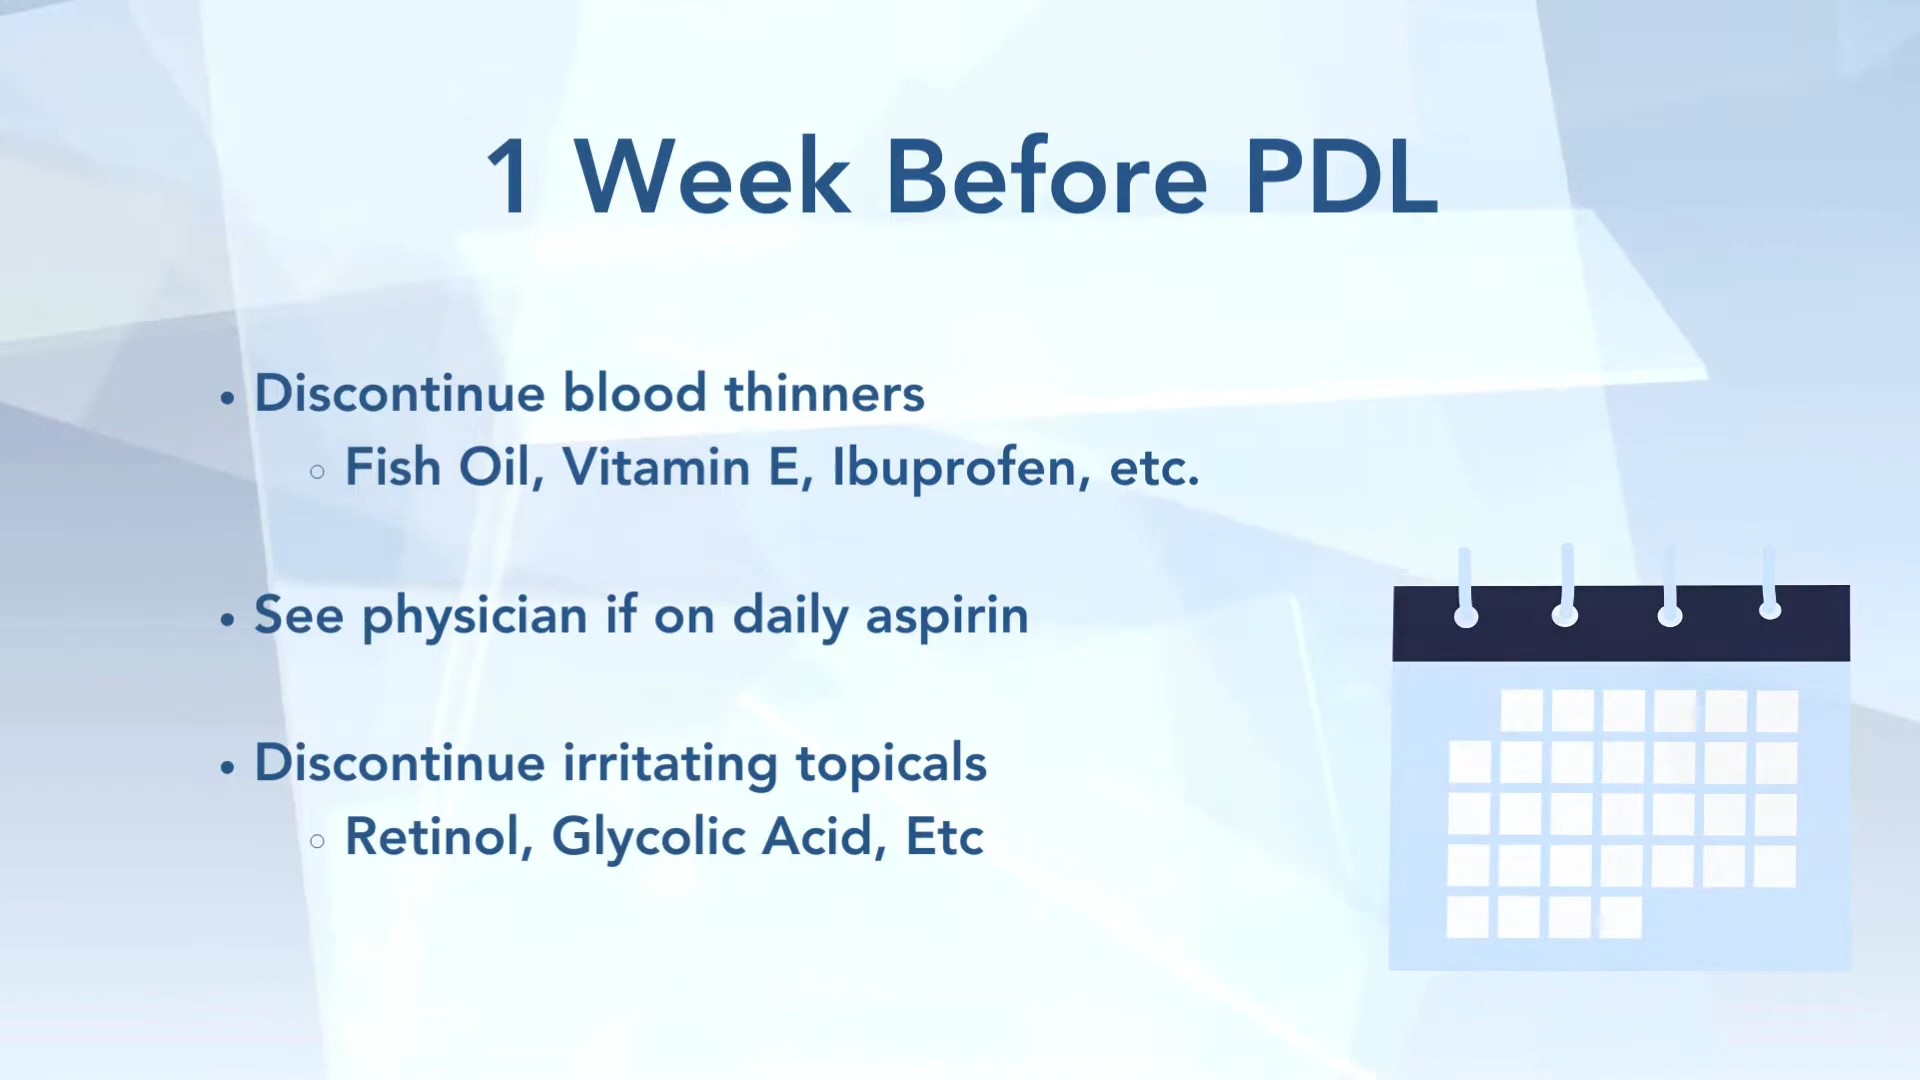 1 Week Before PDL
• Discontinue blood thinners
◦ Fish Oil, Vitamin E, Ibuprofen, etc.
• See physician if on daily aspirin
• Discontinue irritating topicals
◦ Retinol, Glycolic Acid, Etc